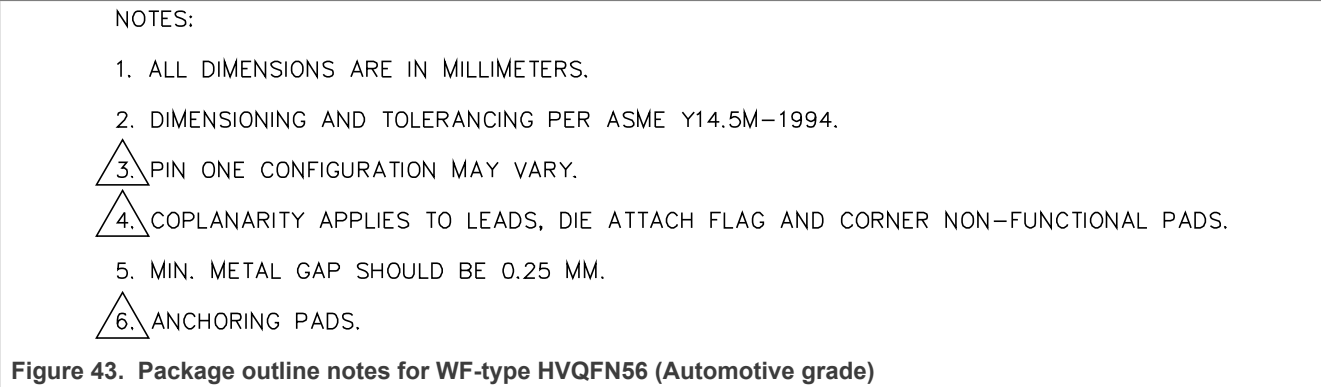 NOTES:
1. ALL DIMENSIONS ARE IN MILLIMETERS.
2. DIMENSIONING AND TOLERANCING PER ASME Y14.5M–1994.
3. PIN ONE CONFIGURATION MAY VARY.
4. COPLANARITY APPLIES TO LEADS, DIE ATTACH FLAG AND CORNER NON–FUNCTIONAL PADS.
5. MIN. METAL GAP SHOULD BE 0.25 MM.
6. ANCHORING PADS.
Figure 43. Package outline notes for WF-type HVQFN56 (Automotive grade)